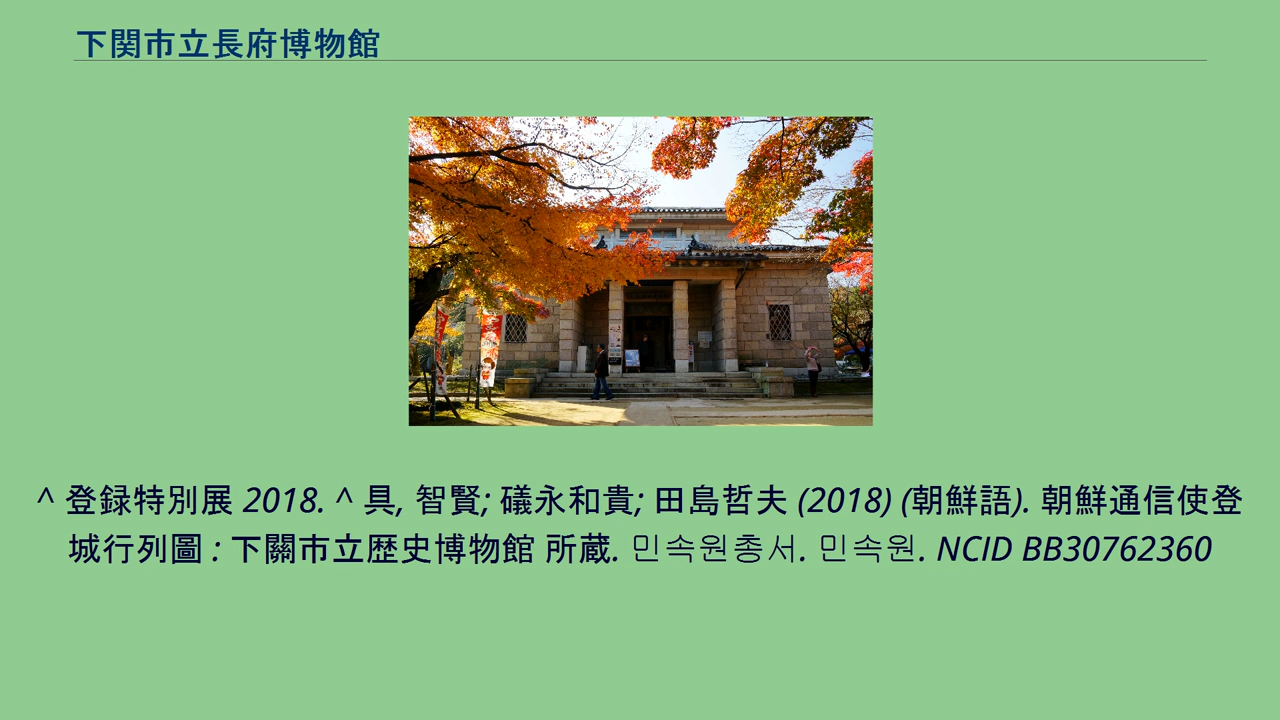 下関市立長府博物館
^ 登録特別展 2018. ^ 具, 智賢; 礒永和貴; 田島哲夫 (2018) (朝鮮語). 朝鮮通信使登
城行列圖 : 下關市立歴史博物館 所蔵. 민속원총서. 민속원. NCID BB30762360